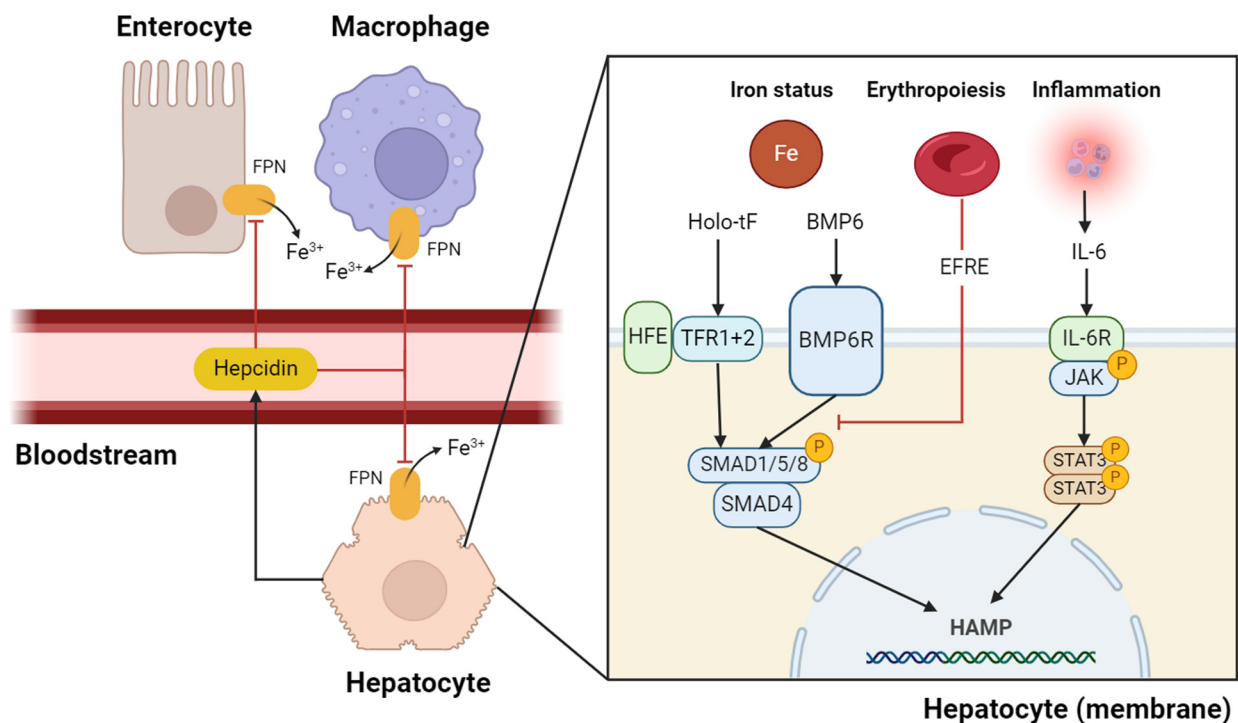 Enterocyte
Macrophage
FPN
Fe³⁺
FPN
Fe³⁺
Hepcidin
Bloodstream
FPN
Fe³⁺
Hepatocyte
Iron status
Erythropoiesis
Inflammation
Fe
Holo-tF
BMP6
EFRE
IL-6
HFE
TFR1+2
BMP6R
IL-6R
P
JAK
P
SMAD1/5/8
SMAD4
P
STAT3
P
STAT3
HAMP
Hepatocyte (membrane)